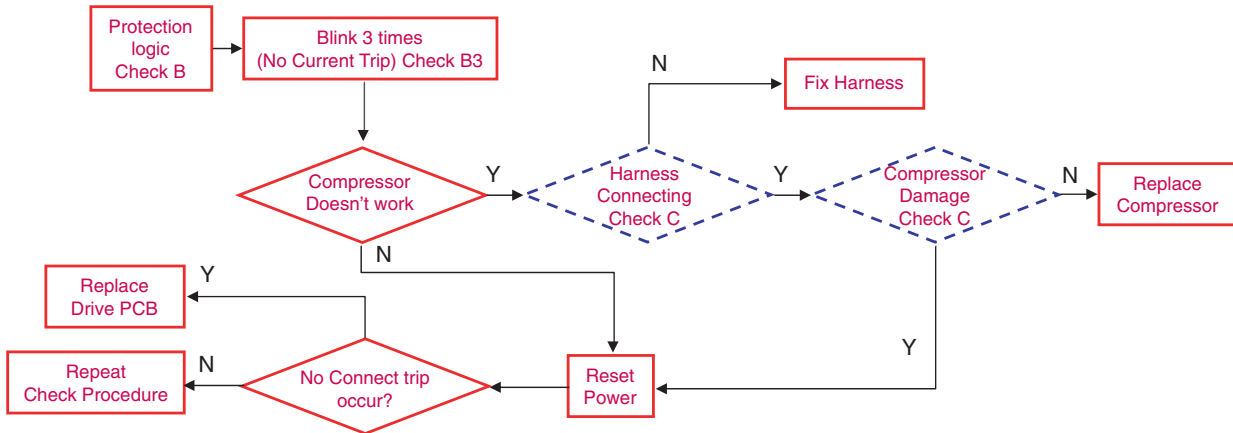 Protection
logic
Check B
Blink 3 times
(No Current Trip) Check B3
N
Fix Harness
Compressor
Doesn't work
Y
Harness
Connecting
Check C
Y
Compressor
Damage
Check C
N
Replace
Compressor
N
Replace
Drive PCB
Y
Y
Repeat
Check Procedure
N
No Connect trip
occur?
Reset
Power